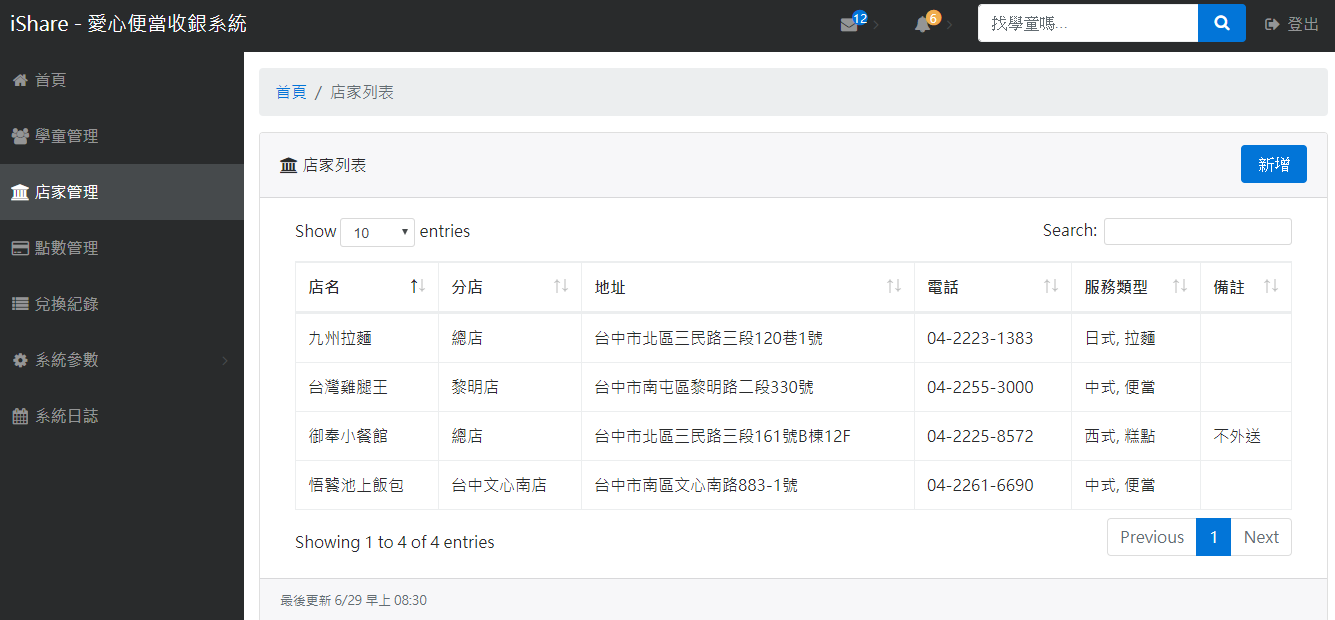 iShare - 愛心便當收銀系統 12 6 找學童嗎... 登出
首頁
學童管理
店家管理
點數管理
兌換紀錄
系統參數
系統日誌
首頁 / 店家列表
店家列表 新增
Show 10 entries Search:
店名 分店 地址 電話 服務類型 備註
九州拉麵 總店 台中市北區三民路三段120巷1號 04-2223-1383 日式, 拉麵
台灣雞腿王 黎明店 台中市南屯區黎明路二段330號 04-2255-3000 中式, 便當
御奉小餐館 總店 台中市北區三民路三段161號B棟12F 04-2225-8572 西式, 糕點 不外送
悟饕池上飯包 台中文心南店 台中市南區文心南路883-1號 04-2261-6690 中式, 便當
Showing 1 to 4 of 4 entries Previous 1 Next
最後更新 6/29 早上 08:30